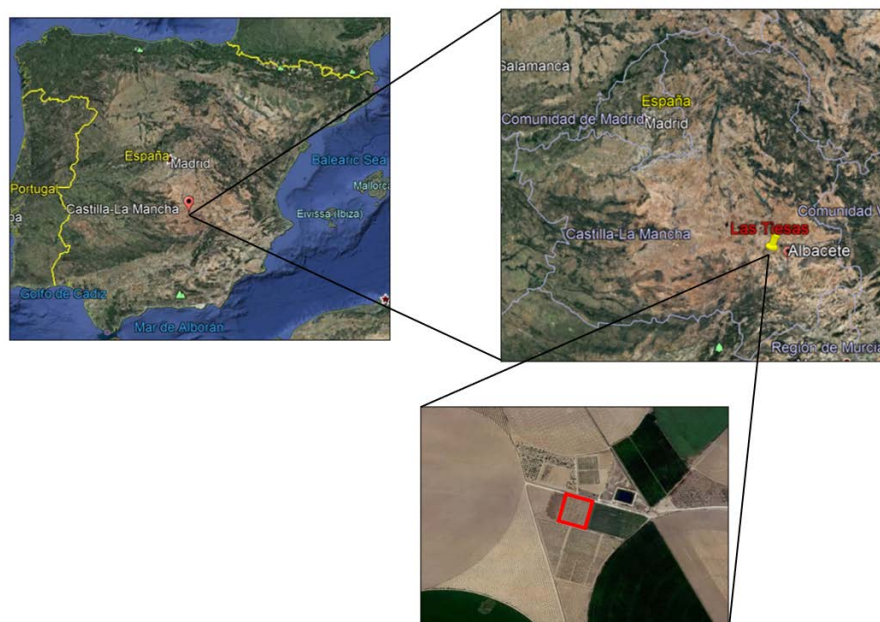 España
Madrid
Balearic Sea
Mallorca
Portugal
Castilla-La Mancha
Eivissa (Ibiza)
Golfo de Cádiz
Mar de Alborán
Salamanca
España
Comunidad de Madrid
Madrid
Comunidad V
Las Tiesas
Castilla-La Mancha
Albacete
Región de Murcia